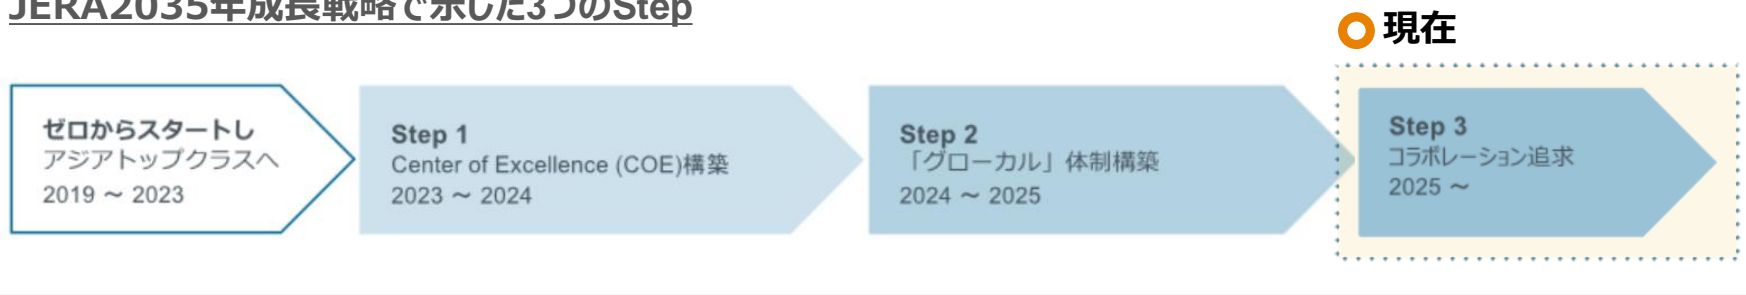 JERA2035年成長戦略で示した3つのStep
現在
ゼロからスタートし
アジアトップクラスへ
2019 ～ 2023
Step 1
Center of Excellence (COE)構築
2023 ～ 2024
Step 2
「グローカル」体制構築
2024 ～ 2025
Step 3
コラボレーション追求
2025 ～